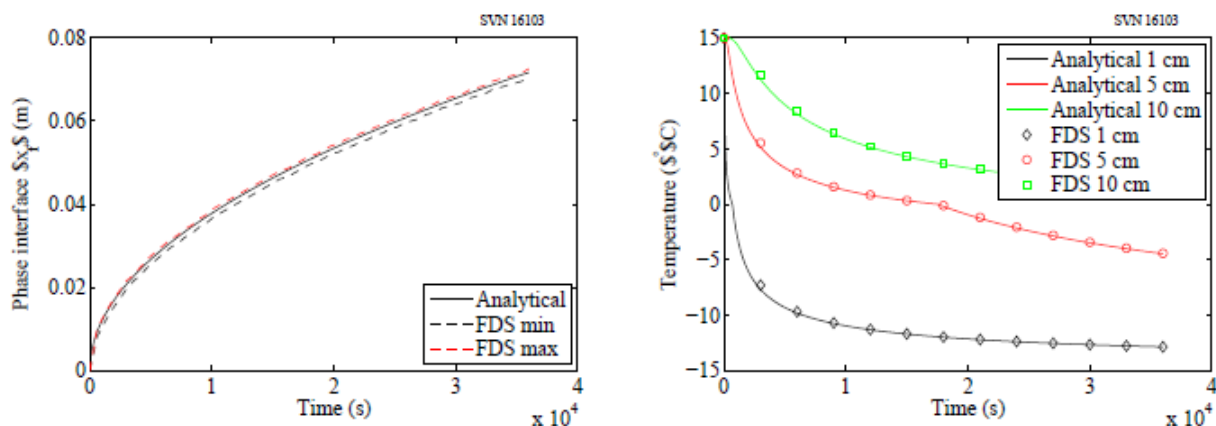 SVN 16103
Phase interface $x_f$ (m)
0.08
0.06
0.04
0.02
0
Analytical
FDS min
FDS max
0 1 2 3 4
Time (s)
x 10^4
SVN 16103
Temperature ($°$C)
15
10
5
0
−5
−10
−15
Analytical 1 cm
Analytical 5 cm
Analytical 10 cm
FDS 1 cm
FDS 5 cm
FDS 10 cm
0 1 2 3 4
Time (s)
x 10^4